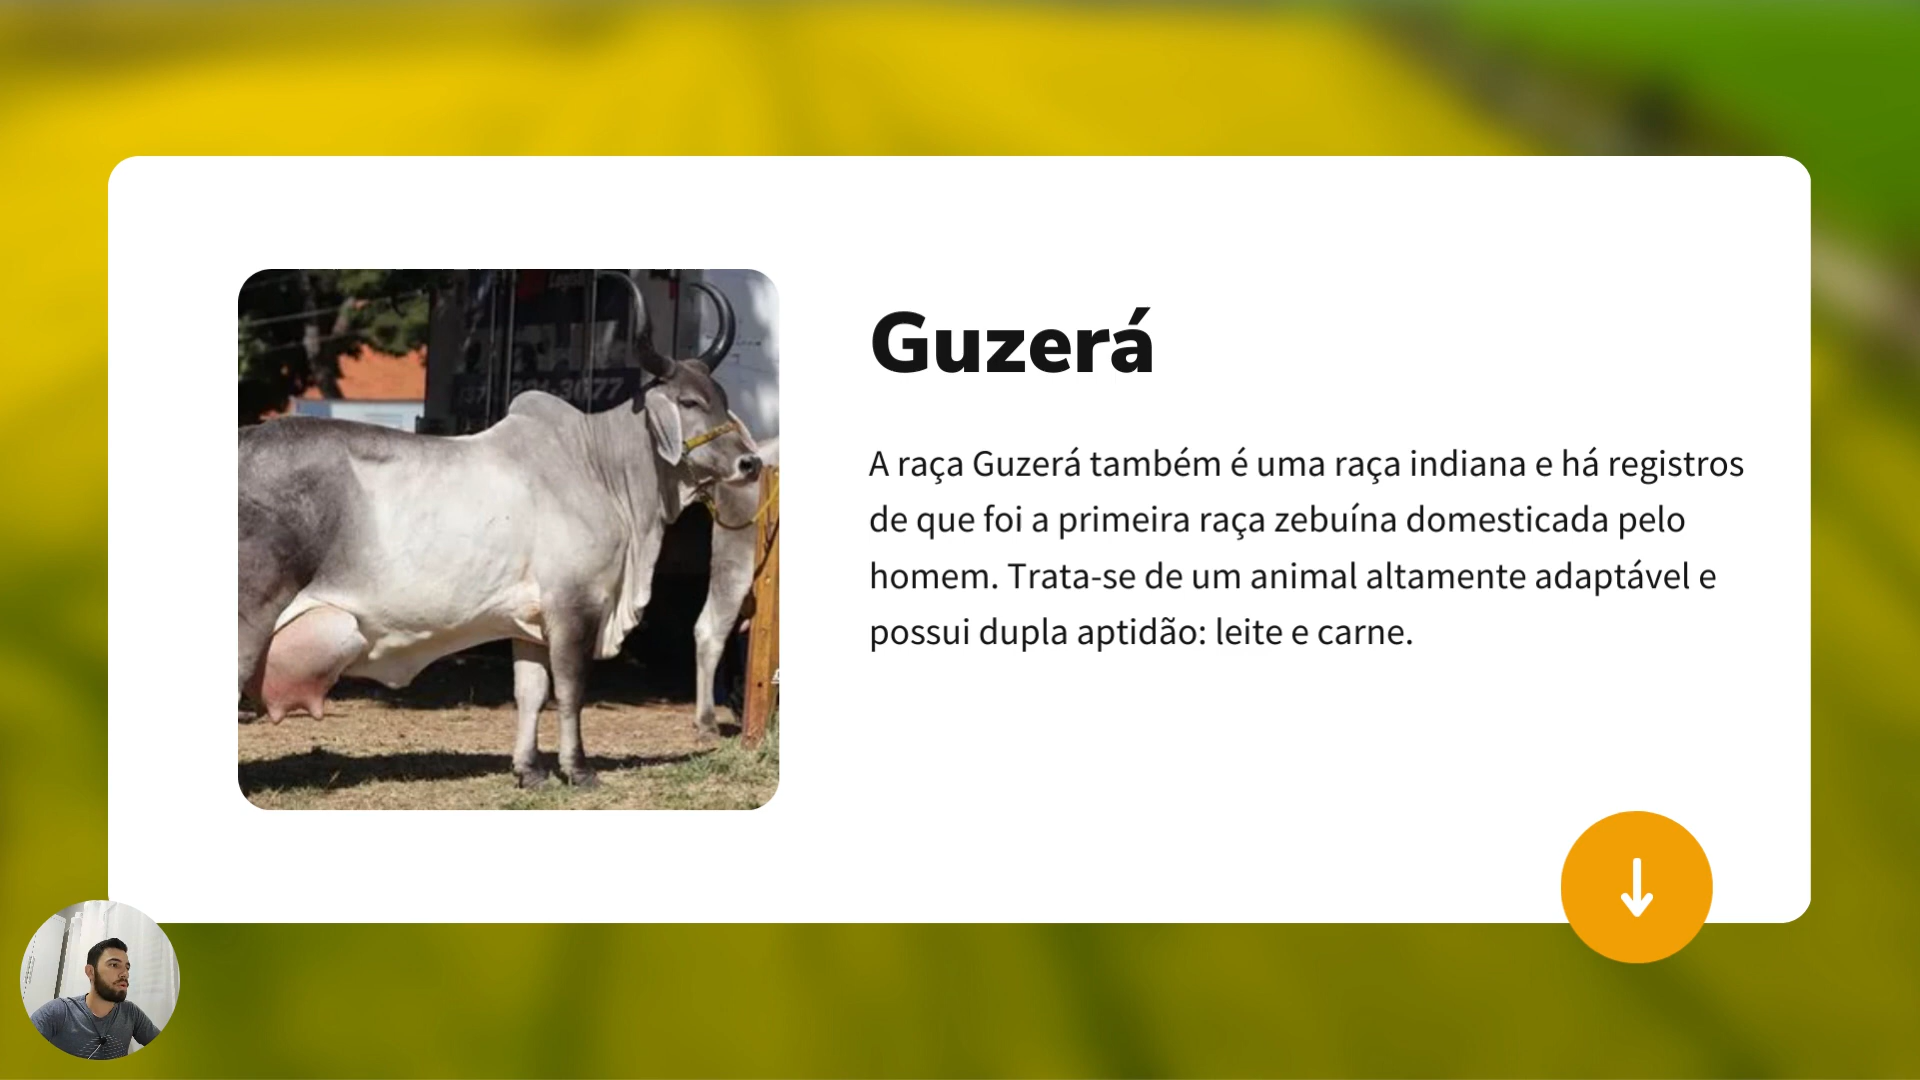 Guzerá
A raça Guzerá também é uma raça indiana e há registros
de que foi a primeira raça zebuína domesticada pelo
homem. Trata-se de um animal altamente adaptável e
possui dupla aptidão: leite e carne.